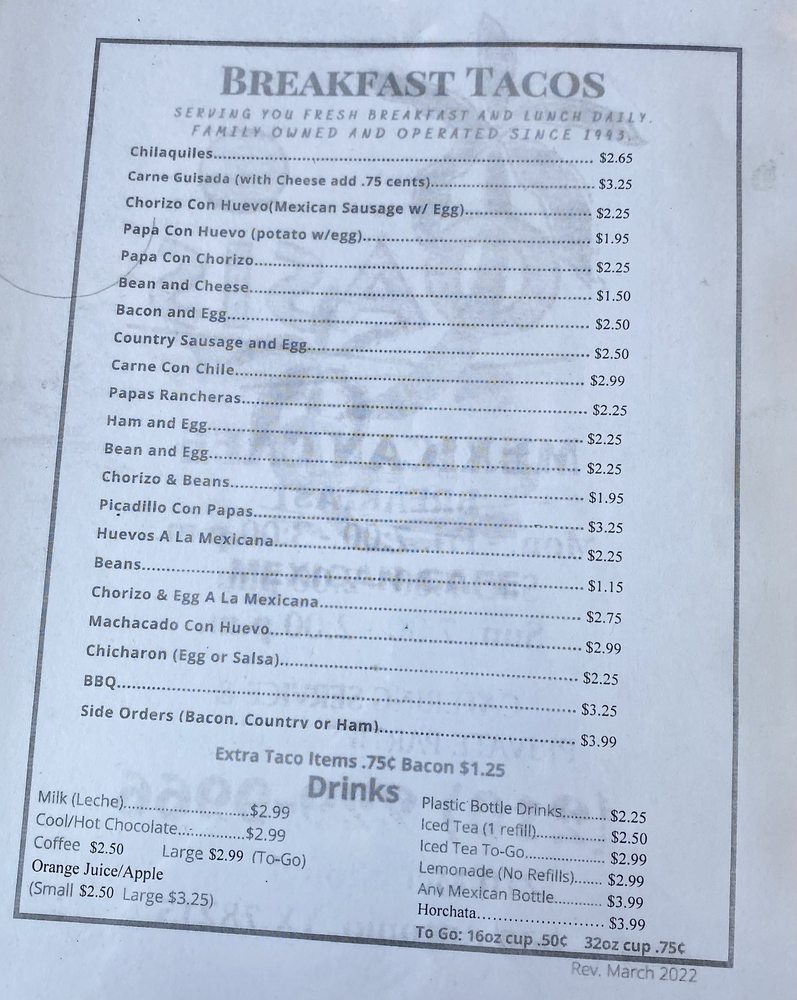 BREAKFAST TACOS
SERVING YOU FRESH BREAKFAST AND LUNCH DAILY.
FAMILY OWNED AND OPERATED SINCE 1993.
Chilaquiles........ $2.65
Carne Guisada (with Cheese add .75 cents)........ $3.25
Chorizo Con Huevo(Mexican Sausage w/ Egg)........ $2.25
Papa Con Huevo (potato w/egg)........ $1.95
Papa Con Chorizo........ $2.25
Bean and Cheese........ $1.50
Bacon and Egg........ $2.50
Country Sausage and Egg........ $2.50
Carne Con Chile........ $2.99
Papas Rancheras........ $2.25
Ham and Egg........ $2.25
Bean and Egg........ $2.25
Chorizo & Beans........ $1.95
Picadillo Con Papas........ $3.25
Huevos A La Mexicana........ $2.25
Beans........ $1.15
Chorizo & Egg A La Mexicana........ $2.75
Machacado Con Huevo........ $2.99
Chicharon (Egg or Salsa)........ $2.25
BBQ........ $3.25
Side Orders (Bacon, Country or Ham)........ $3.99
Extra Taco Items .75¢ Bacon $1.25
Drinks
Milk (Leche)........$2.99
Cool/Hot Chocolate........$2.99
Coffee $2.50 Large $2.99 (To-Go)
Orange Juice/Apple
(Small $2.50 Large $3.25)
Plastic Bottle Drinks........ $2.25
Iced Tea (1 refill)........ $2.50
Iced Tea To-Go........ $2.99
Lemonade (No Refills)....... $2.99
Any Mexican Bottle........ $3.99
Horchata........ $3.99
To Go: 16oz cup .50¢ 32oz cup .75¢
Rev. March 2022